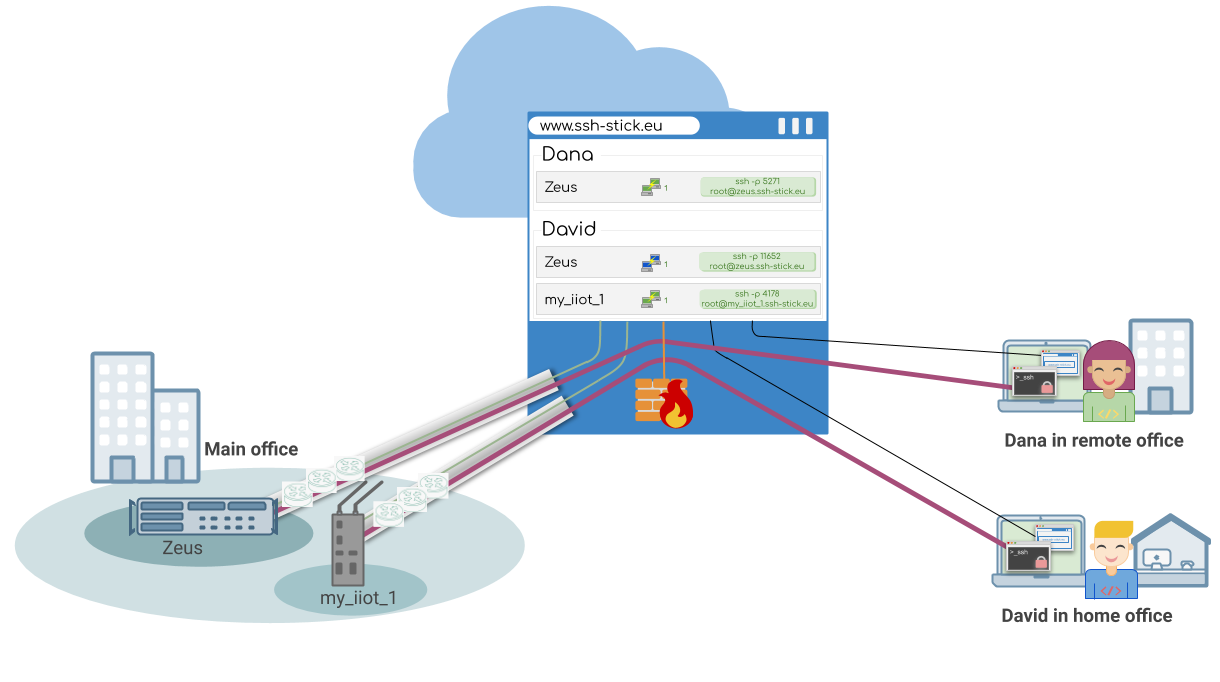 www.ssh-stick.eu
Dana
Zeus
1
ssh -p 5271
root@zeus.ssh-stick.eu
David
Zeus
1
ssh -p 11652
root@zeus.ssh-stick.eu
my_iiot_1
1
ssh -p 4178
root@my_iiot_1.ssh-stick.eu
>_ssh
</>
Dana in remote office
Main office
Zeus
my_iiot_1
>_ssh
</>
David in home office